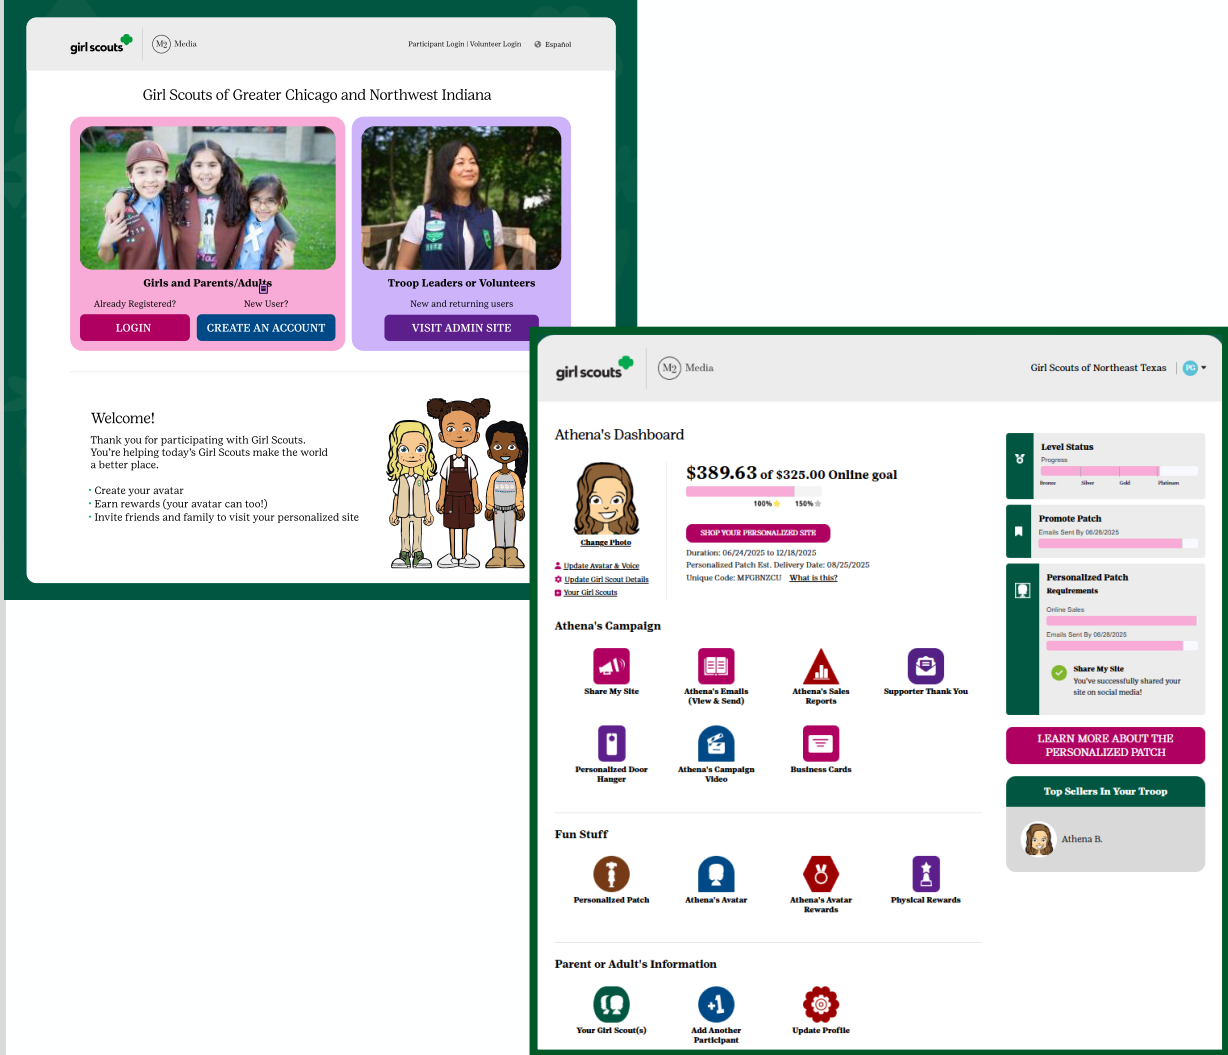 girl scouts
M2 Media
Participant Login | Volunteer Login
Español
Girl Scouts of Greater Chicago and Northwest Indiana
Girls and Parents/Adults
Already Registered?
New User?
LOGIN
CREATE AN ACCOUNT
Troop Leaders or Volunteers
New and returning users
VISIT ADMIN SITE
Welcome!
Thank you for participating with Girl Scouts.
You're helping today's Girl Scouts make the world
a better place.
· Create your avatar
· Earn rewards (your avatar can too!)
· Invite friends and family to visit your personalized site
girl scouts
M2 Media
Girl Scouts of Northeast Texas
PG
Athena's Dashboard
Change Photo
Update Avatar & Voice
Update Girl Scout Details
Your Girl Scouts
$389.63 of $325.00 Online goal
100% 150%
SHOP YOUR PERSONALIZED SITE
Duration: 06/24/2025 to 12/18/2025
Personalized Patch Est. Delivery Date: 08/25/2025
Unique Code: MFGBNZCU What is this?
Athena's Campaign
Share My Site
Athena's Emails
(View & Send)
Athena's Sales
Reports
Supporter Thank You
Personalized Door
Hanger
Athena's Campaign
Video
Business Cards
Fun Stuff
Personalized Patch
Athena's Avatar
Athena's Avatar
Rewards
Physical Rewards
Parent or Adult's Information
Your Girl Scout(s)
+1
Add Another
Participant
Update Profile
Level Status
Progress
Bronze Silver Gold Platinum
Promote Patch
Emails Sent By 06/28/2025
Personalized Patch
Requirements
Online Sales
Emails Sent By 06/28/2025
Share My Site
You've successfully shared your
site on social media!
LEARN MORE ABOUT THE
PERSONALIZED PATCH
Top Sellers In Your Troop
Athena B.